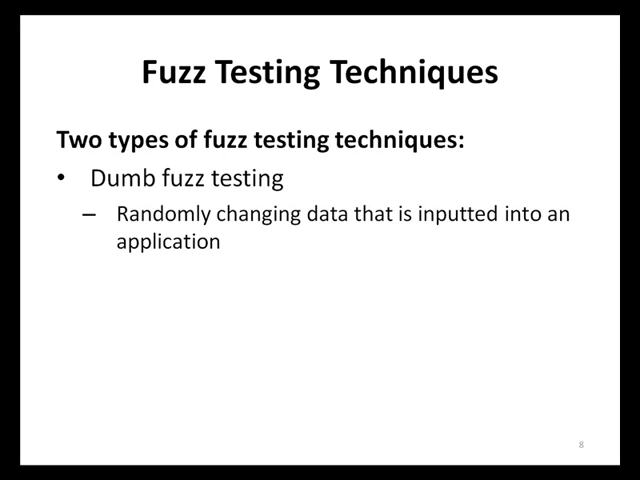 Fuzz Testing Techniques
Two types of fuzz testing techniques:
• Dumb fuzz testing
– Randomly changing data that is inputted into an
application
8